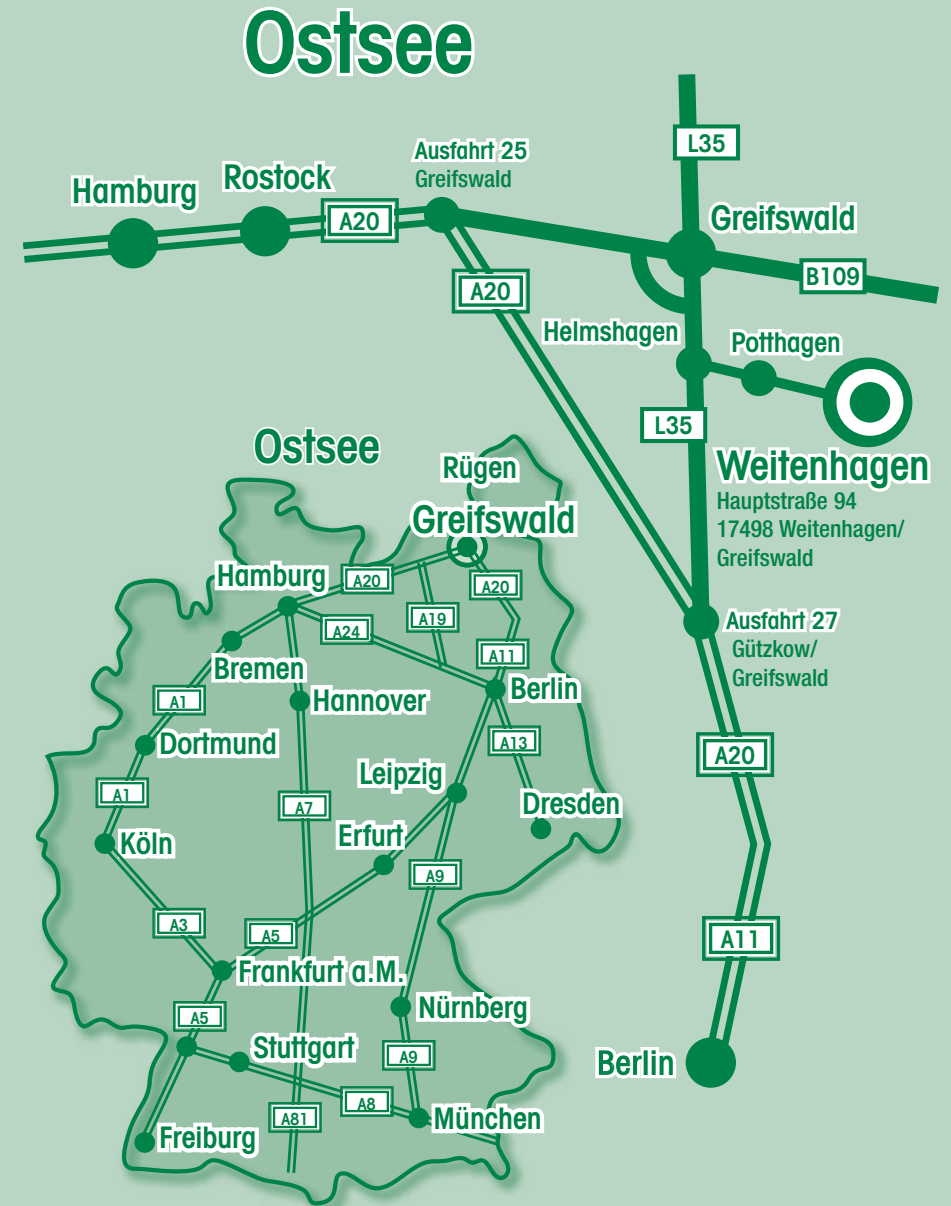 Ostsee
L35
Ausfahrt 25
Greifswald
Hamburg
Rostock
A20
Greifswald
B109
A20
Helmshagen
Potthagen
L35
Weitenhagen
Hauptstraße 94
17498 Weitenhagen/
Greifswald
Ausfahrt 27
Gützkow/
Greifswald
A20
A11
Berlin
Ostsee
Rügen
Greifswald
Hamburg
A20
A20
A19
A24
A11
Bremen
Berlin
A1
Hannover
Dortmund
A13
Leipzig
A1
A7
Dresden
Erfurt
Köln
A9
A3
A5
Frankfurt a.M.
Nürnberg
A5
Stuttgart
A9
A8
A81
München
Freiburg